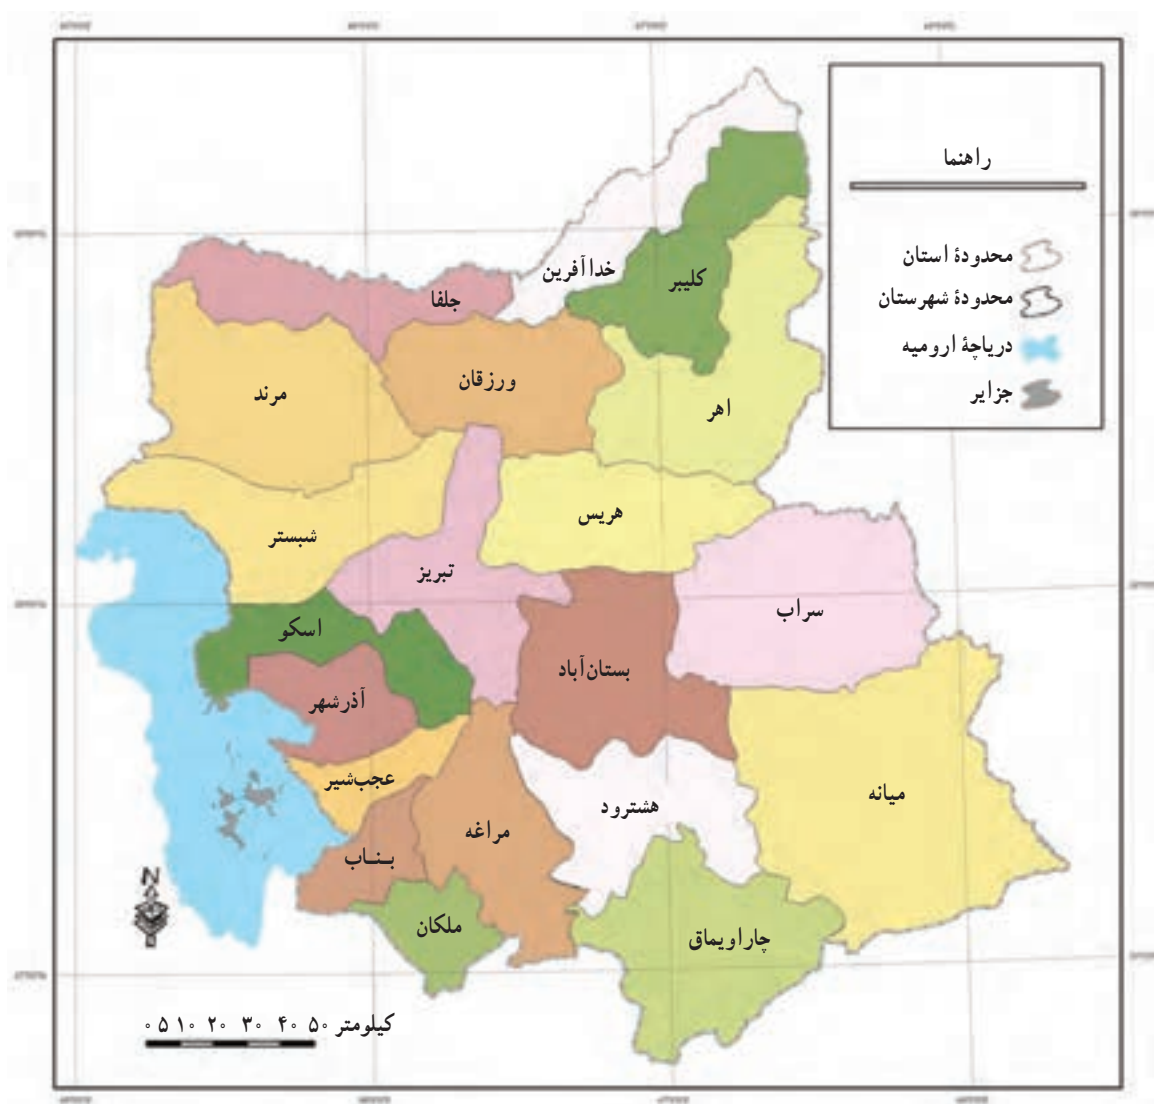 راهنما
محدودهٔ استان
محدودهٔ شهرستان
دریاچهٔ ارومیه
جزایر
خداآفرین
کلیبر
جلفا
ورزقان
اهر
مرند
هریس
شبستر
تبریز
سراب
اسکو
بستان‌آباد
آذرشهر
عجب‌شیر
میانه
هشترود
مراغه
بناب
ملکان
چاراویماق
N
۰ ۵ ۱۰ ۲۰ ۳۰ ۴۰ ۵۰ کیلومتر